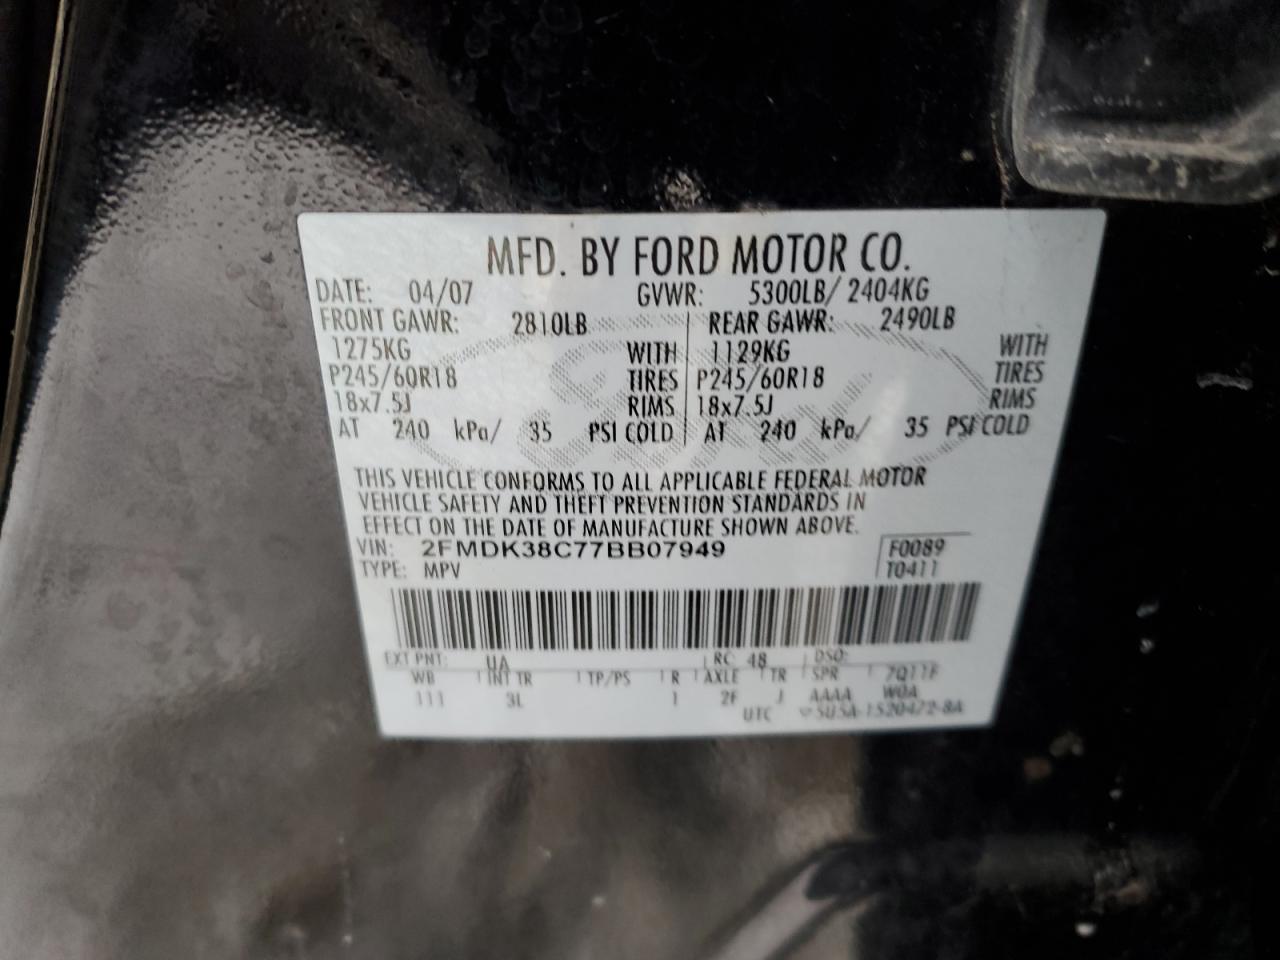 MFD. BY FORD MOTOR CO.
DATE: 04/07 GVWR: 5300LB/ 2404KG
FRONT GAWR: 2810LB REAR GAWR: 2490LB
1275KG WITH 1129KG WITH
P245/60R18 TIRES P245/60R18 TIRES
18x7.5J RIMS 18x7.5J RIMS
AT 240 kPa/ 35 PSI COLD AT 240 kPa/ 35 PSI COLD
THIS VEHICLE CONFORMS TO ALL APPLICABLE FEDERAL MOTOR
VEHICLE SAFETY AND THEFT PREVENTION STANDARDS IN
EFFECT ON THE DATE OF MANUFACTURE SHOWN ABOVE.
VIN: 2FMDK38C77BB07949 F0089
TYPE: MPV T0411
EXT PNT: UA RC: 48 DSO:
WB INT TR TP/PS R AXLE TR SPR 7Q11F
111 3L 1 2F J AAAA W0A
UTC ▽5U5A-1520472-8A